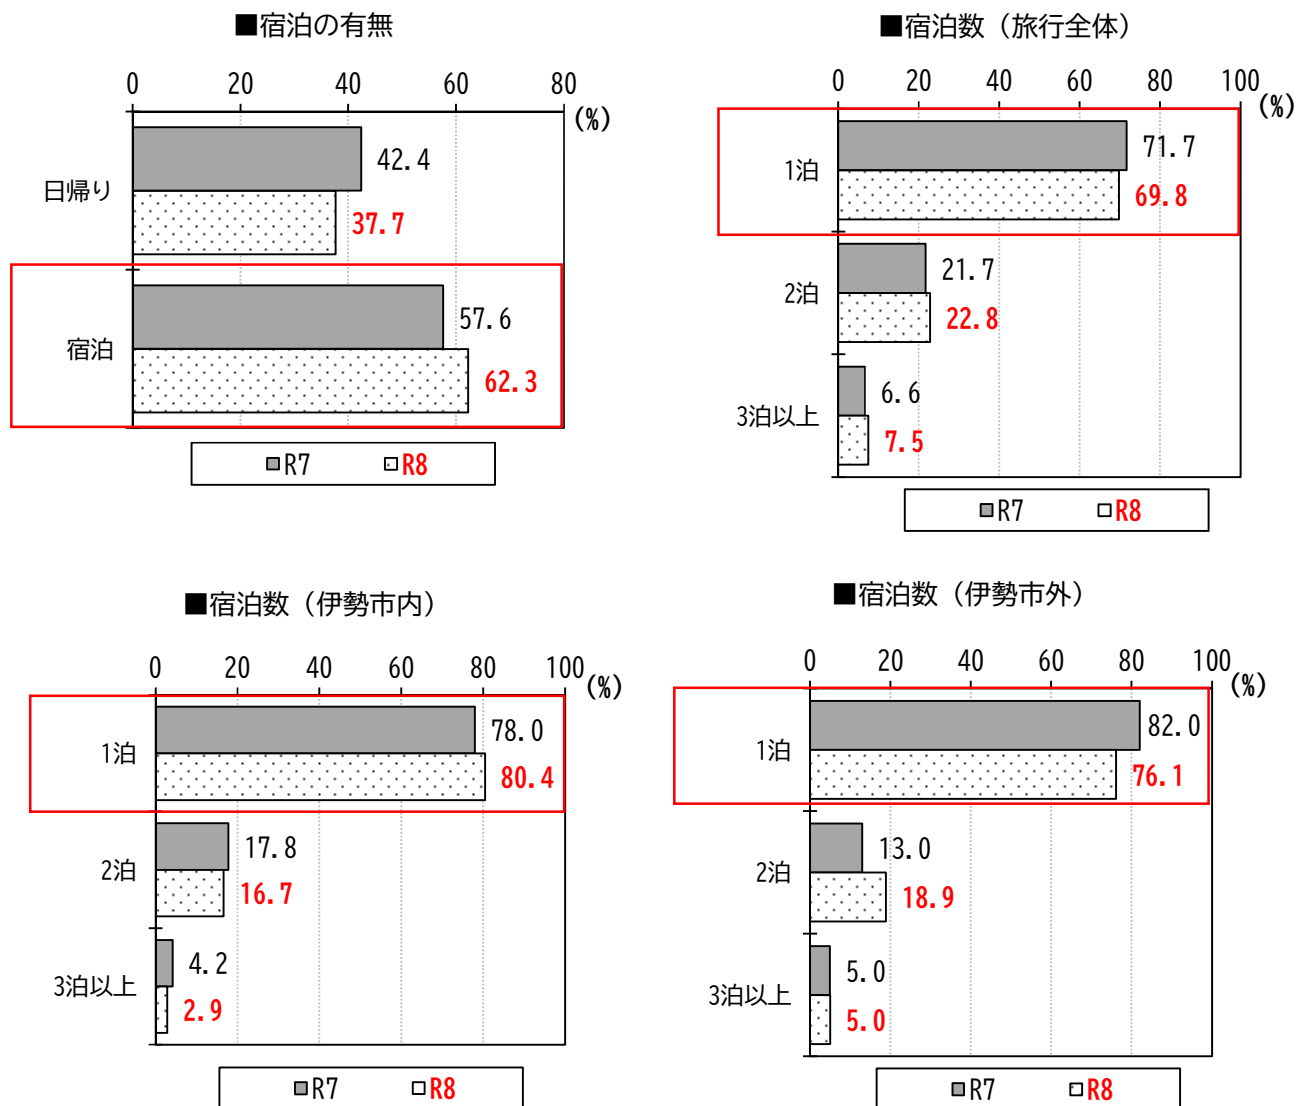 ■宿泊の有無
0 20 40 60 80
(%)
日帰り
42.4
37.7
宿泊
57.6
62.3
R7 R8
■宿泊数（旅行全体）
0 20 40 60 80 100
(%)
1泊
71.7
69.8
2泊
21.7
22.8
3泊以上
6.6
7.5
R7 R8
■宿泊数（伊勢市内）
0 20 40 60 80 100
(%)
1泊
78.0
80.4
2泊
17.8
16.7
3泊以上
4.2
2.9
R7 R8
■宿泊数（伊勢市外）
0 20 40 60 80 100
(%)
1泊
82.0
76.1
2泊
13.0
18.9
3泊以上
5.0
5.0
R7 R8